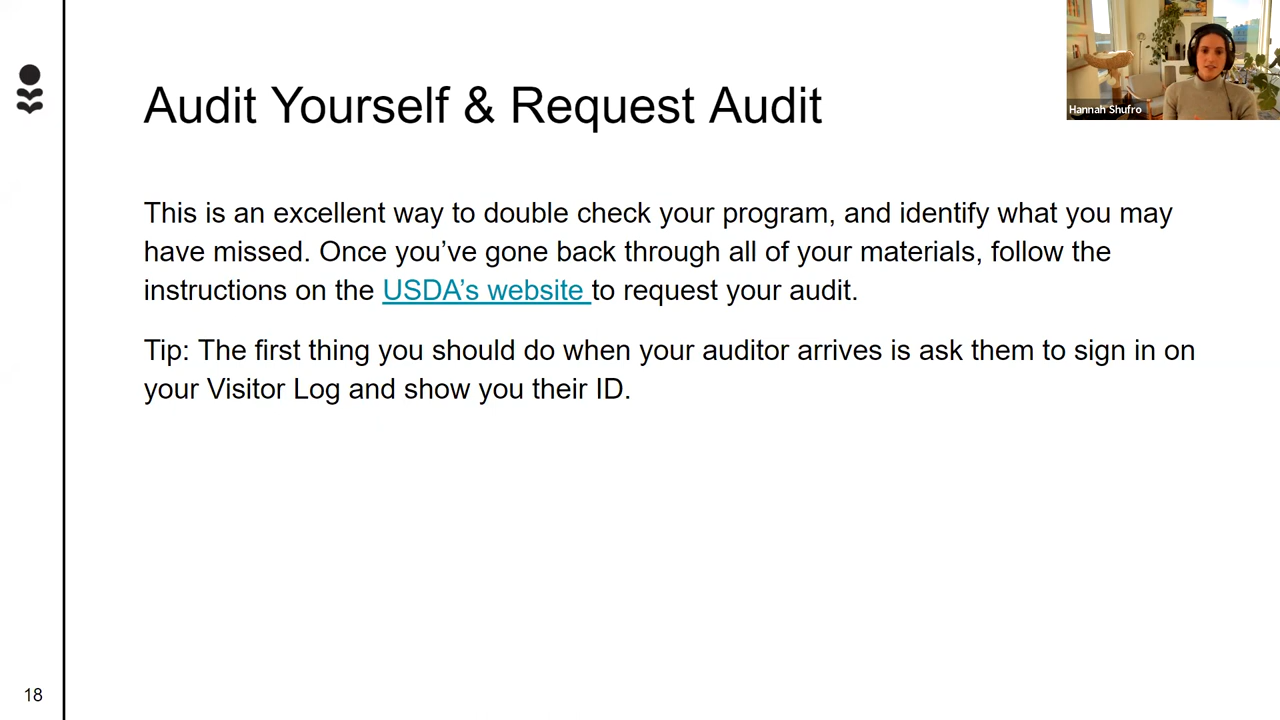 Audit Yourself & Request Audit
Hannah Shufro
This is an excellent way to double check your program, and identify what you may
have missed. Once you’ve gone back through all of your materials, follow the
instructions on the USDA’s website to request your audit.
Tip: The first thing you should do when your auditor arrives is ask them to sign in on
your Visitor Log and show you their ID.
18